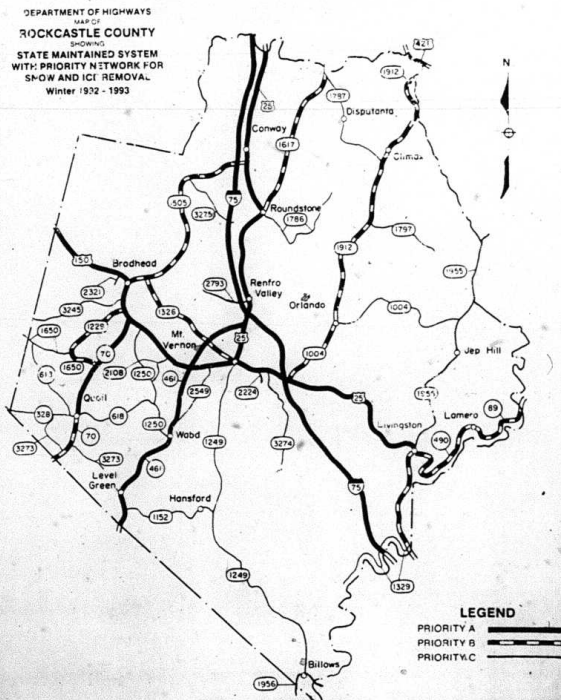 DEPARTMENT OF HIGHWAYS
MAP OF
ROCKCASTLE COUNTY
SHOWING
STATE MAINTAINED SYSTEM
WITH PRIORITY NETWORK FOR
SNOW AND ICE REMOVAL
Winter 1992 - 1993
421
1912
N
1797
25
Disputanta
Conway
1617
Climax
505
3275
75
Roundstone
1786
1797
1912
150
Brodhead
1955
2321
2793
Renfro
Valley
Orlando
3245
1326
1004
1650
1229
Mt.
Vernon
25
70
1004
Jep Hill
1650
2108
1250
461
613
2549
2224
1955
Quail
25
Lamero
89
328
618
1250
Livingston
70
Wabd
1249
3274
490
3273
3273
461
Level
Green
75
Hansford
1152
1249
1329
LEGEND
PRIORITY A
PRIORITY B
PRIORITY C
Billows
1956